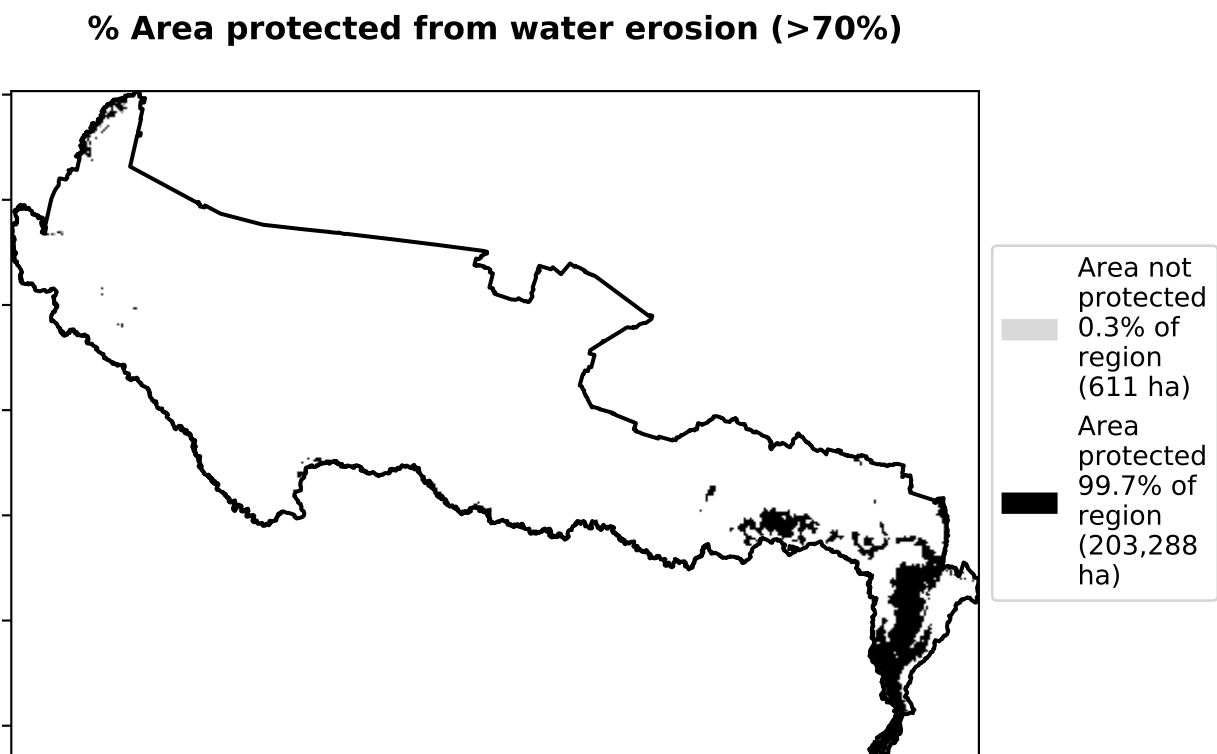 % Area protected from water erosion (>70%)
Area not
protected
0.3% of
region
(611 ha)
Area
protected
99.7% of
region
(203,288
ha)